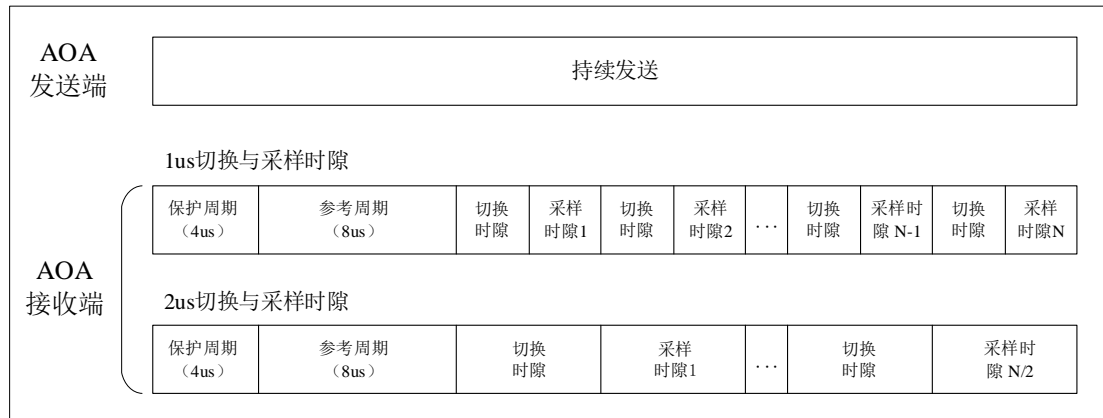 AOA
发送端
持续发送
1us切换与采样时隙
保护周期
（4us）
参考周期
（8us）
切换
时隙
采样
时隙1
切换
时隙
采样
时隙2
...
切换
时隙
采样时
隙 N-1
切换
时隙
采样
时隙N
AOA
接收端
2us切换与采样时隙
保护周期
（4us）
参考周期
（8us）
切换
时隙
采样
时隙1
...
切换
时隙
采样时
隙 N/2